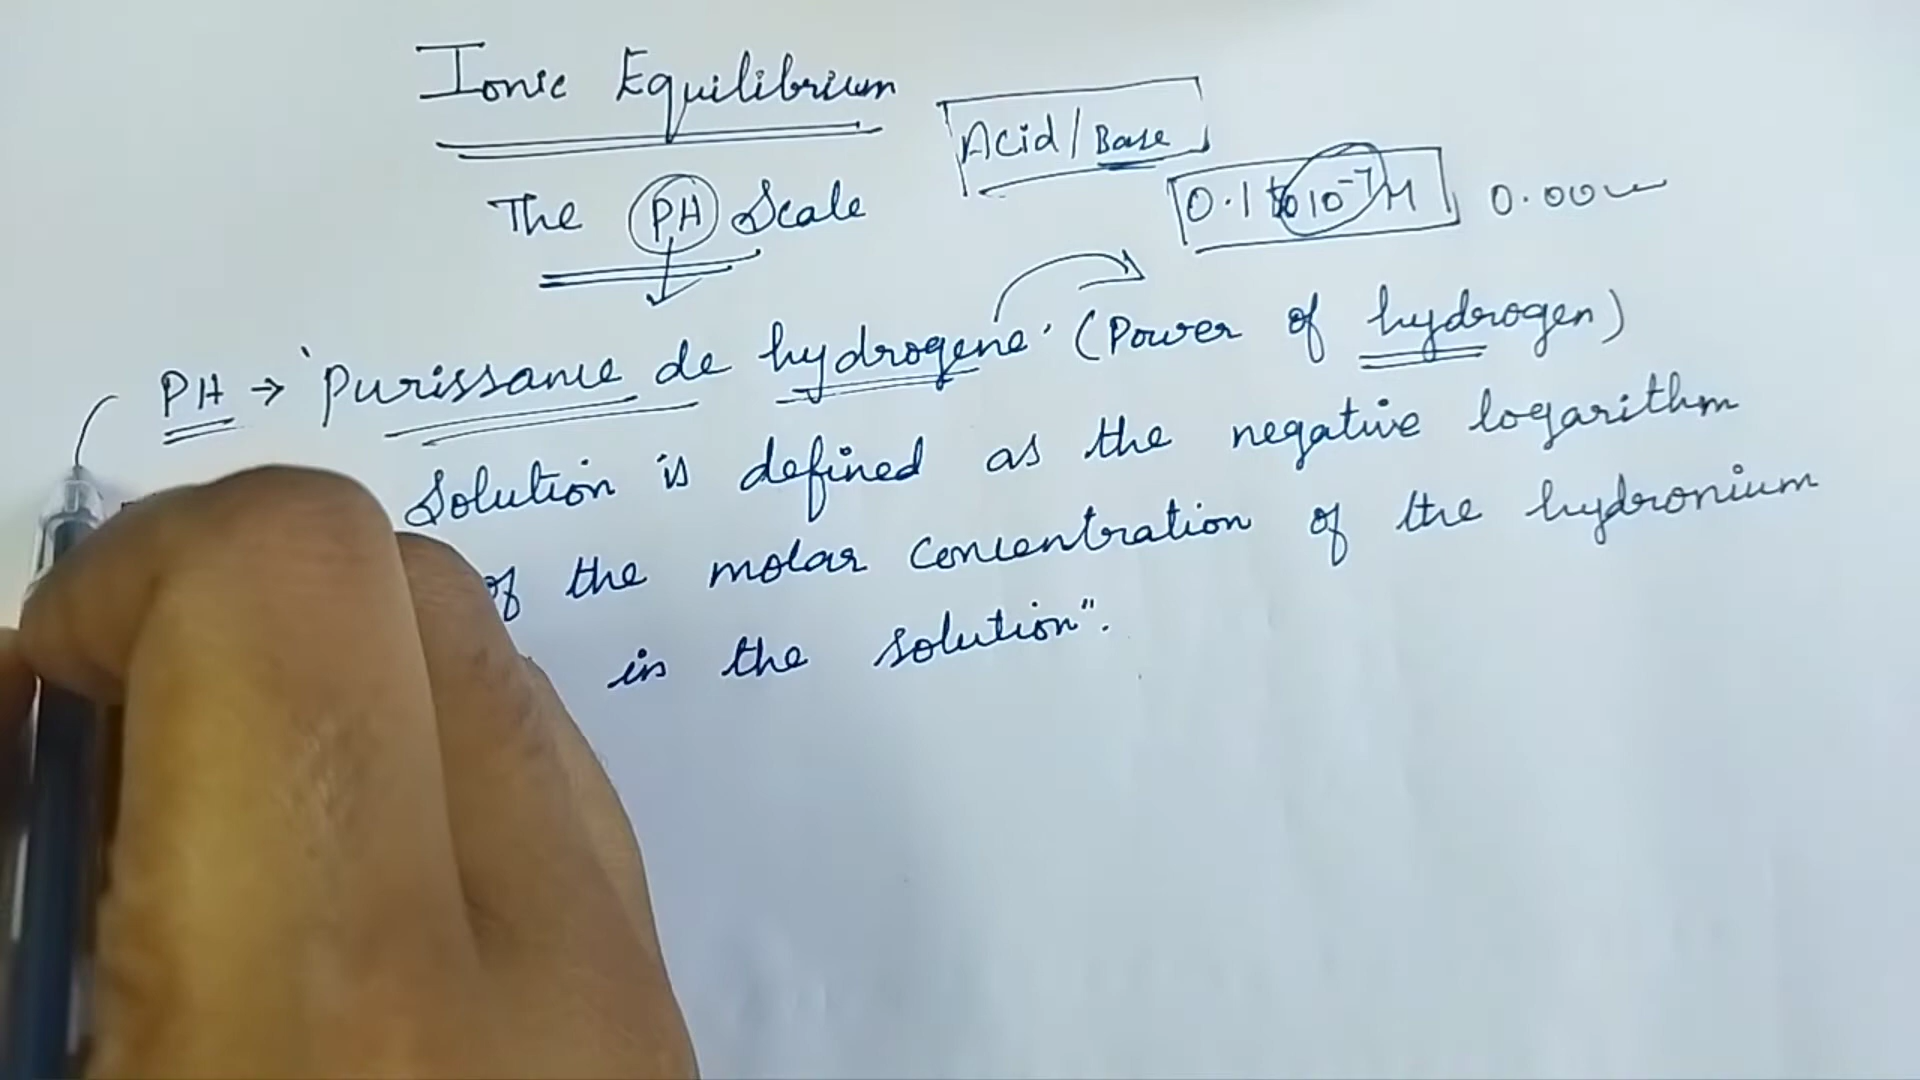 Ionic Equilibrium
Acid/Base
The PH Scale
0.1 to 10⁻⁷M 0.00
PH → 'Purissance de hydrogene' (Power of hydrogen)
Solution is defined as the negative logarithm
of the molar concentration of the hydronium
in the solution".